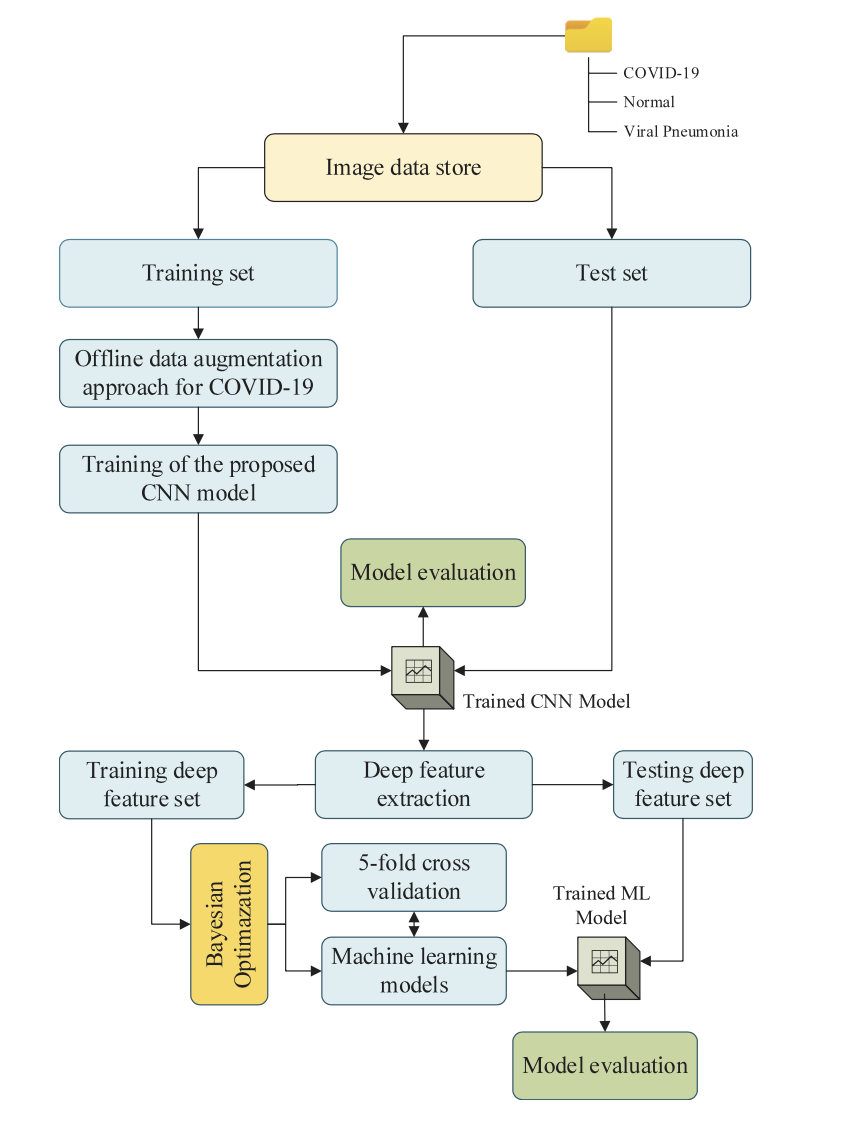 COVID-19
Normal
Viral Pneumonia
Image data store
Training set
Test set
Offline data augmentation
approach for COVID-19
Training of the proposed
CNN model
Model evaluation
Trained CNN Model
Training deep
feature set
Deep feature
extraction
Testing deep
feature set
Bayesian
Optimazation
5-fold cross
validation
Machine learning
models
Trained ML
Model
Model evaluation